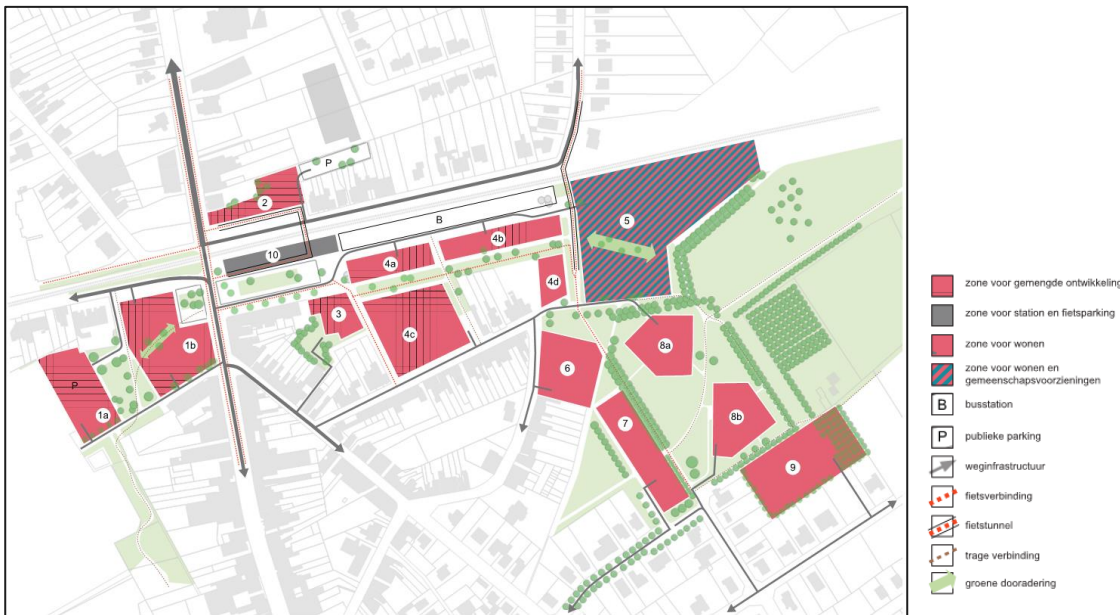 P
2
B
5
10
4b
4a
4d
3
1b
4c
8a
6
P
1a
8b
7
9
zone voor gemengde ontwikkeling
zone voor station en fietsparking
zone voor wonen
zone voor wonen en
gemeenschapsvoorzieningen
B busstation
P publieke parking
weginfrastructuur
fietsverbinding
fietstunnel
trage verbinding
groene dooradering